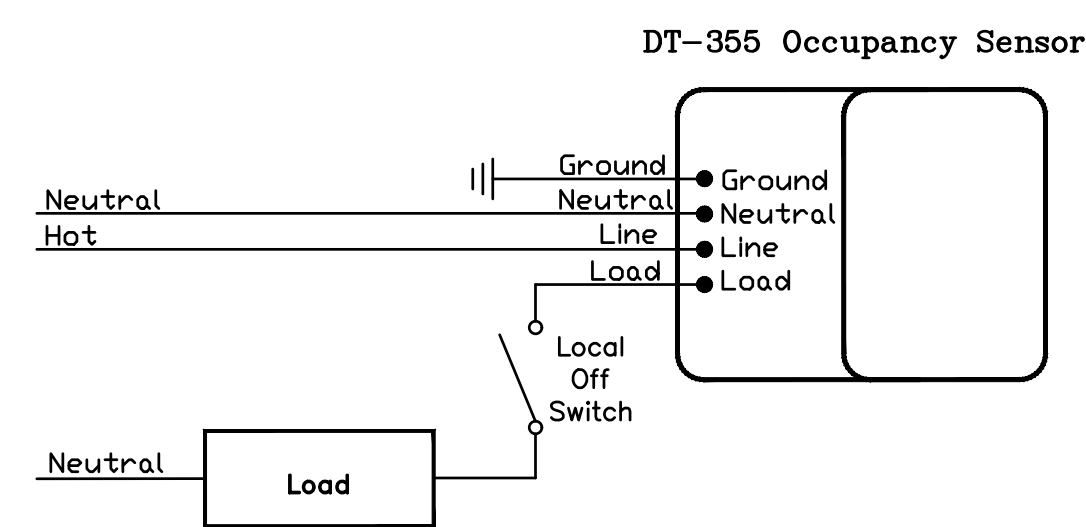 DT-355 Occupancy Sensor
Ground
Ground
Neutral
Neutral
Neutral
Hot
Line
Line
Load
Load
Local
Off
Switch
Neutral
Load